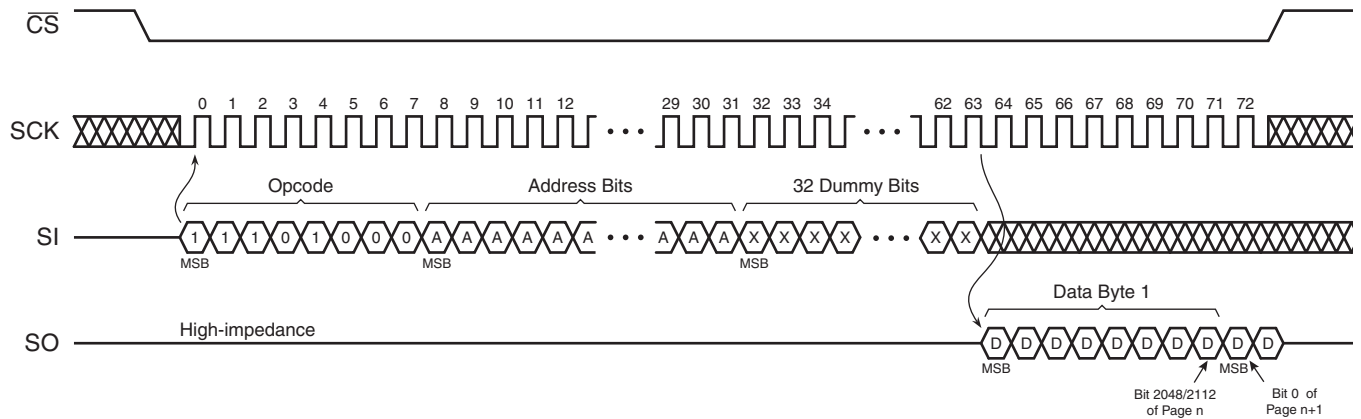 CS
SCK
0 1 2 3 4 5 6 7 8 9 10 11 12 29 30 31 32 33 34 62 63 64 65 66 67 68 69 70 71 72
Opcode Address Bits 32 Dummy Bits
SI
1 1 1 0 1 0 0 0 A A A A A A A A A X X X X X X
MSB MSB MSB
Data Byte 1
SO
High-impedance
D D D D D D D D D D
MSB MSB
Bit 2048/2112
of Page n
Bit 0 of
Page n+1